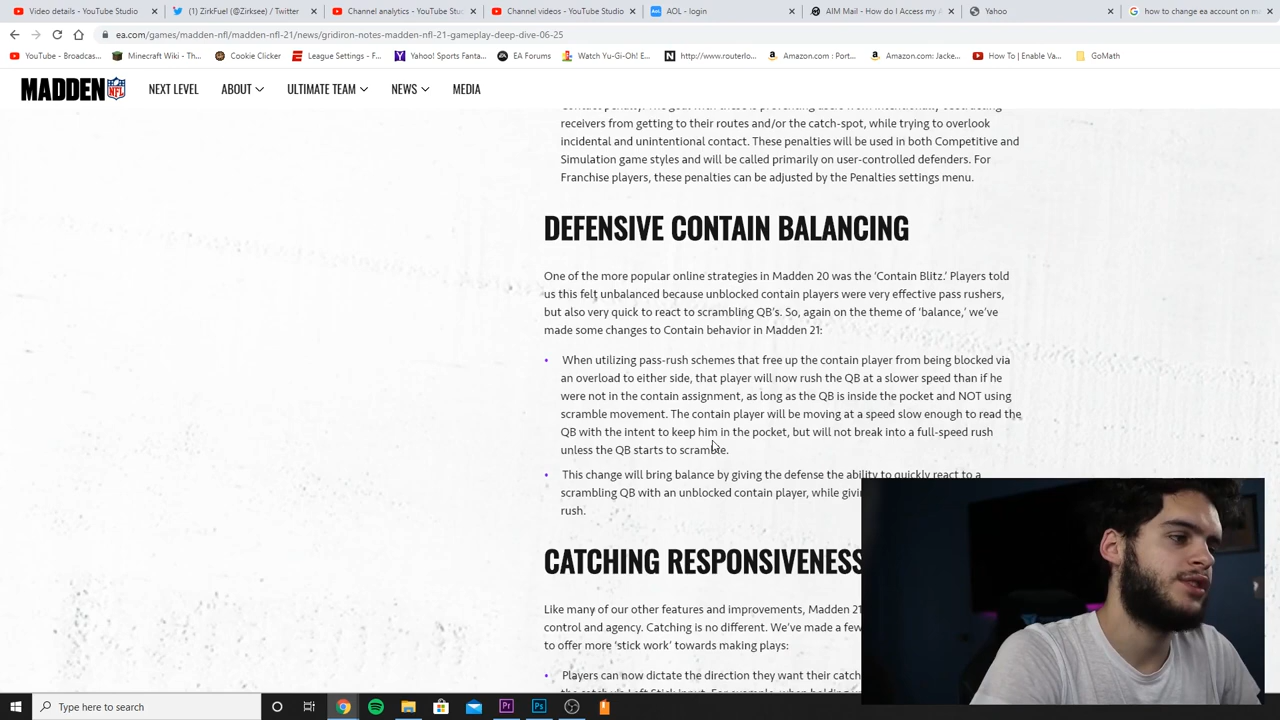 Video details - YouTube Studio
(1) ZirkFuel (@Zirksee) / Twitter
Channel analytics - YouTube Stu
Channel videos - YouTube Studio
AOL - login
AIM Mail - How do I Access my A
Yahoo
how to change ea account on m
ea.com/games/madden-nfl/madden-nfl-21/news/gridiron-notes-madden-nfl-21-gameplay-deep-dive-06-25
YouTube - Broadcas...
Minecraft Wiki - Th...
Cookie Clicker
League Settings - F...
Yahoo! Sports Fanta...
EA Forums
Watch Yu-Gi-Oh! E...
http://www.routerlo...
Amazon.com : Port...
Amazon.com: Jacke...
How To | Enable Va...
GoMath
MADDEN NFL
NEXT LEVEL
ABOUT
ULTIMATE TEAM
NEWS
MEDIA
receivers from getting to their routes and/or the catch-spot, while trying to overlook
incidental and unintentional contact. These penalties will be used in both Competitive and
Simulation game styles and will be called primarily on user-controlled defenders. For
Franchise players, these penalties can be adjusted by the Penalties settings menu.
DEFENSIVE CONTAIN BALANCING
One of the more popular online strategies in Madden 20 was the ‘Contain Blitz.’ Players told
us this felt unbalanced because unblocked contain players were very effective pass rushers,
but also very quick to react to scrambling QB’s. So, again on the theme of ‘balance,’ we’ve
made some changes to Contain behavior in Madden 21:
• When utilizing pass-rush schemes that free up the contain player from being blocked via
an overload to either side, that player will now rush the QB at a slower speed than if he
were not in the contain assignment, as long as the QB is inside the pocket and NOT using
scramble movement. The contain player will be moving at a speed slow enough to read the
QB with the intent to keep him in the pocket, but will not break into a full-speed rush
unless the QB starts to scramble.
• This change will bring balance by giving the defense the ability to quickly react to a
scrambling QB with an unblocked contain player, while givi
rush.
CATCHING RESPONSIVENESS
Like many of our other features and improvements, Madden 21
control and agency. Catching is no different. We’ve made a few
to offer more ‘stick work’ towards making plays:
• Players can now dictate the direction they want their catch
Type here to search